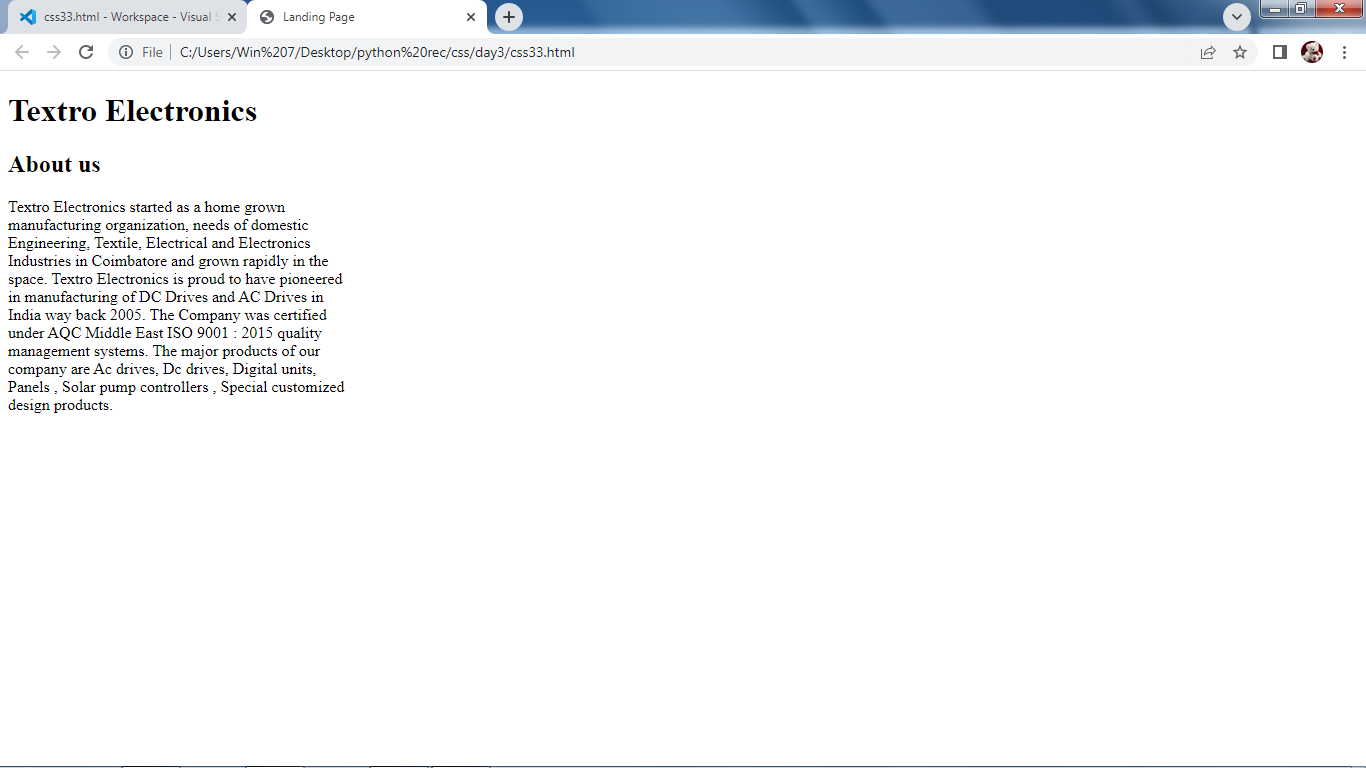 css33.html - Workspace - Visual S
Landing Page
File
C:/Users/Win%207/Desktop/python%20rec/css/day3/css33.html
Textro Electronics
About us
Textro Electronics started as a home grown
manufacturing organization, needs of domestic
Engineering, Textile, Electrical and Electronics
Industries in Coimbatore and grown rapidly in the
space. Textro Electronics is proud to have pioneered
in manufacturing of DC Drives and AC Drives in
India way back 2005. The Company was certified
under AQC Middle East ISO 9001 : 2015 quality
management systems. The major products of our
company are Ac drives, Dc drives, Digital units,
Panels , Solar pump controllers , Special customized
design products.